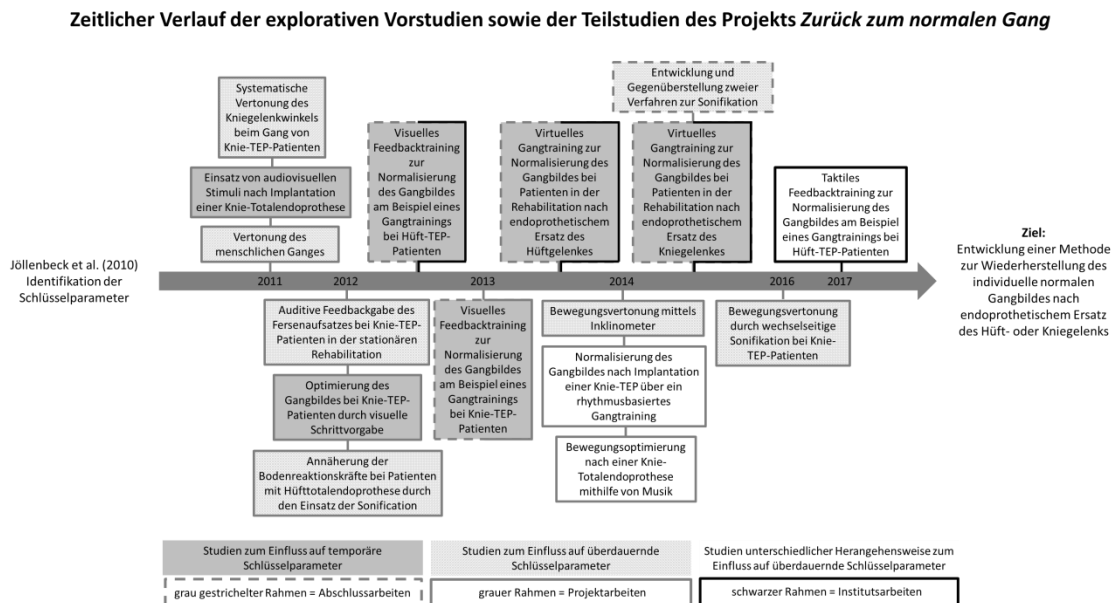 Zeitlicher Verlauf der explorativen Vorstudien sowie der Teilstudien des Projekts Zurück zum normalen Gang
Systematische
Vertonung des
Kniegelenkwinkels
beim Gang von
Knie-TEP-Patienten
Einsatz von audiovisuellen
Stimuli nach Implantation
einer Knie-Totalendoprothese
Vertonung des
menschlichen Ganges
Visuelles
Feedbacktraining
zur
Normalisierung
des Gangbildes
am Beispiel eines
Gangtrainings
bei Hüft-TEP-
Patienten
Virtuelles
Gangtraining zur
Normalisierung des
Gangbildes bei
Patienten in der
Rehabilitation nach
endoprothetischem
Ersatz des
Hüftgelenkes
Entwicklung und
Gegenüberstellung zweier
Verfahren zur Sonifikation
Virtuelles
Gangtraining zur
Normalisierung des
Gangbildes bei
Patienten in der
Rehabilitation nach
endoprothetischem
Ersatz des
Kniegelenkes
Taktiles
Feedbacktraining zur
Normalisierung des
Gangbildes am Beispiel
eines Gangtrainings bei
Hüft-TEP-Patienten
Jöllenbeck et al. (2010)
Identifikation der
Schlüsselparameter
2011
2012
2013
2014
2016
2017
Ziel:
Entwicklung einer Methode
zur Wiederherstellung des
individuelle normalen
Gangbildes nach
endoprothetischem Ersatz
des Hüft- oder Kniegelenks
Auditive Feedbackgabe des
Fersenaufsatzes bei Knie-TEP-
Patienten in der stationären
Rehabilitation
Optimierung des
Gangbildes bei Knie-TEP-
Patienten durch visuelle
Schrittvorgabe
Annäherung der
Bodenreaktionskräfte bei Patienten
mit Hüfttotalendoprothese durch
den Einsatz der Sonification
Visuelles
Feedbacktraining
zur
Normalisierung
des Gangbildes
am Beispiel eines
Gangtrainings
bei Knie-TEP-
Patienten
Bewegungsvertonung mittels
Inklinometer
Normalisierung des
Gangbildes nach Implantation
einer Knie-TEP über ein
rhythmusbasiertes
Gangtraining
Bewegungsoptimierung
nach einer Knie-
Totalendoprothese
mithilfe von Musik
Bewegungsvertonung
durch wechselseitige
Sonifikation bei Knie-
TEP-Patienten
Studien zum Einfluss auf temporäre
Schlüsselparameter
Studien zum Einfluss auf überdauernde
Schlüsselparameter
Studien unterschiedlicher Herangehensweise zum
Einfluss auf überdauernde Schlüsselparameter
grau gestrichelter Rahmen = Abschlussarbeiten
grauer Rahmen = Projektarbeiten
schwarzer Rahmen = Institutsarbeiten